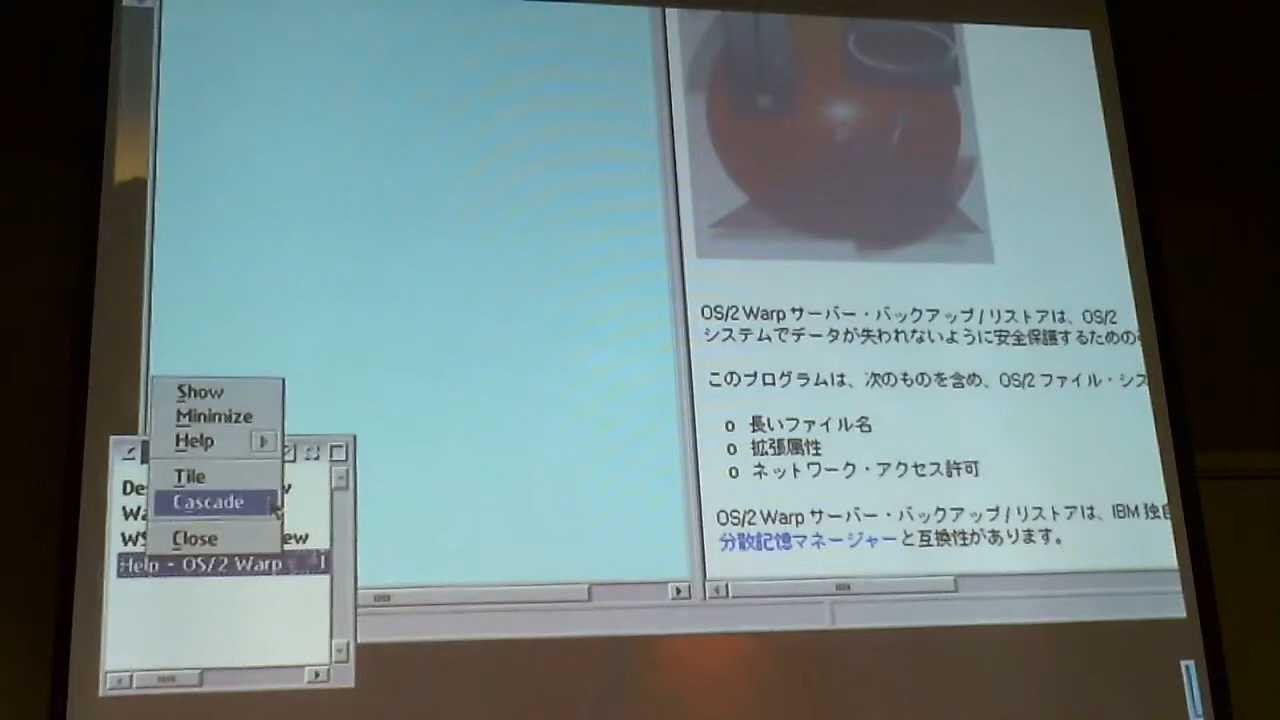 OS/2 Warp サーバー・バックアップ / リストアは、OS/2
システムでデータが失われないように安全保護するための
このプログラムは、次のものを含め、OS/2 ファイル・シス
o 長いファイル名
o 拡張属性
o ネットワーク・アクセス許可
OS/2 Warp サーバー・バックアップ / リストアは、IBM 独自
分散記憶マネージャーと互換性があります。
Show
Minimize
Help
Tile
Cascade
Close
De
Wa
WS ew
Help - OS/2 Warp